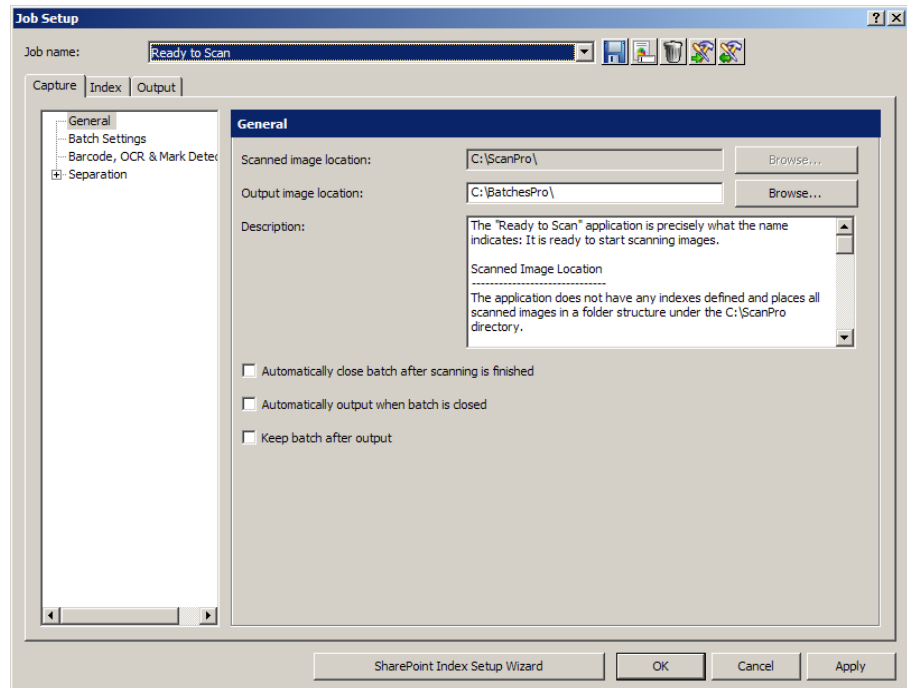 Job Setup
Job name:
Ready to Scan
Capture
Index
Output
General
Batch Settings
Barcode, OCR & Mark Detec
Separation
General
Scanned image location:
C:\ScanPro\
Browse...
Output image location:
C:\BatchesPro\
Browse...
Description:
The "Ready to Scan" application is precisely what the name
indicates: It is ready to start scanning images.
Scanned Image Location
------------------------------
The application does not have any indexes defined and places all
scanned images in a folder structure under the C:\ScanPro
directory.
Automatically close batch after scanning is finished
Automatically output when batch is closed
Keep batch after output
SharePoint Index Setup Wizard
OK
Cancel
Apply